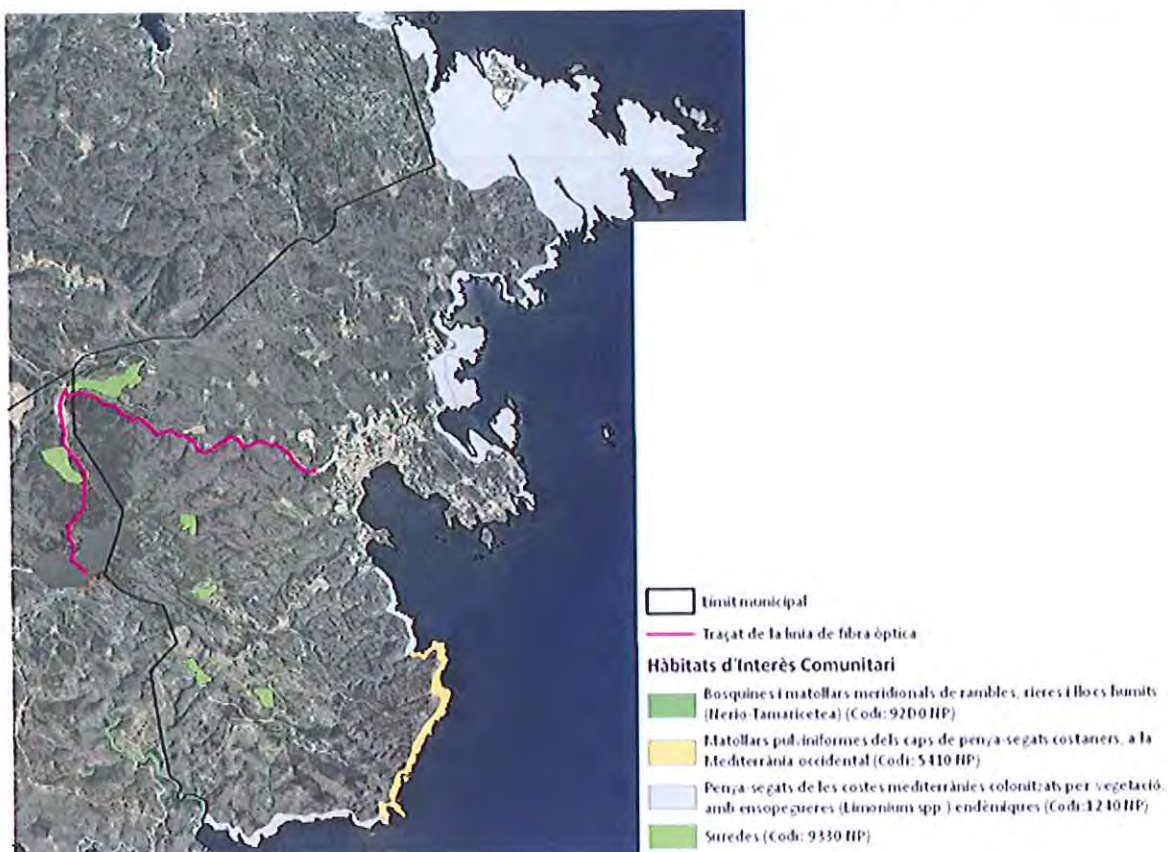 Límit municipal
Traçat de la línia de fibra òptica
Hàbitats d'Interès Comunitari
Bosquines i matollars meridionals de rambles, rieres i llocs humits
(Nerio-Tamaricetea) (Codi: 92D0 NP)
Matollars pulviniformes dels caps de penya-segats costaners, a la
Mediterrània occidental (Codi: 5410 NP)
Penya-segats de les costes mediterrànies colonitzats per vegetació,
amb ensopegueres (Limonium spp.) endèmiques (Codi:1240 NP)
Suredes (Codi: 9330 NP)